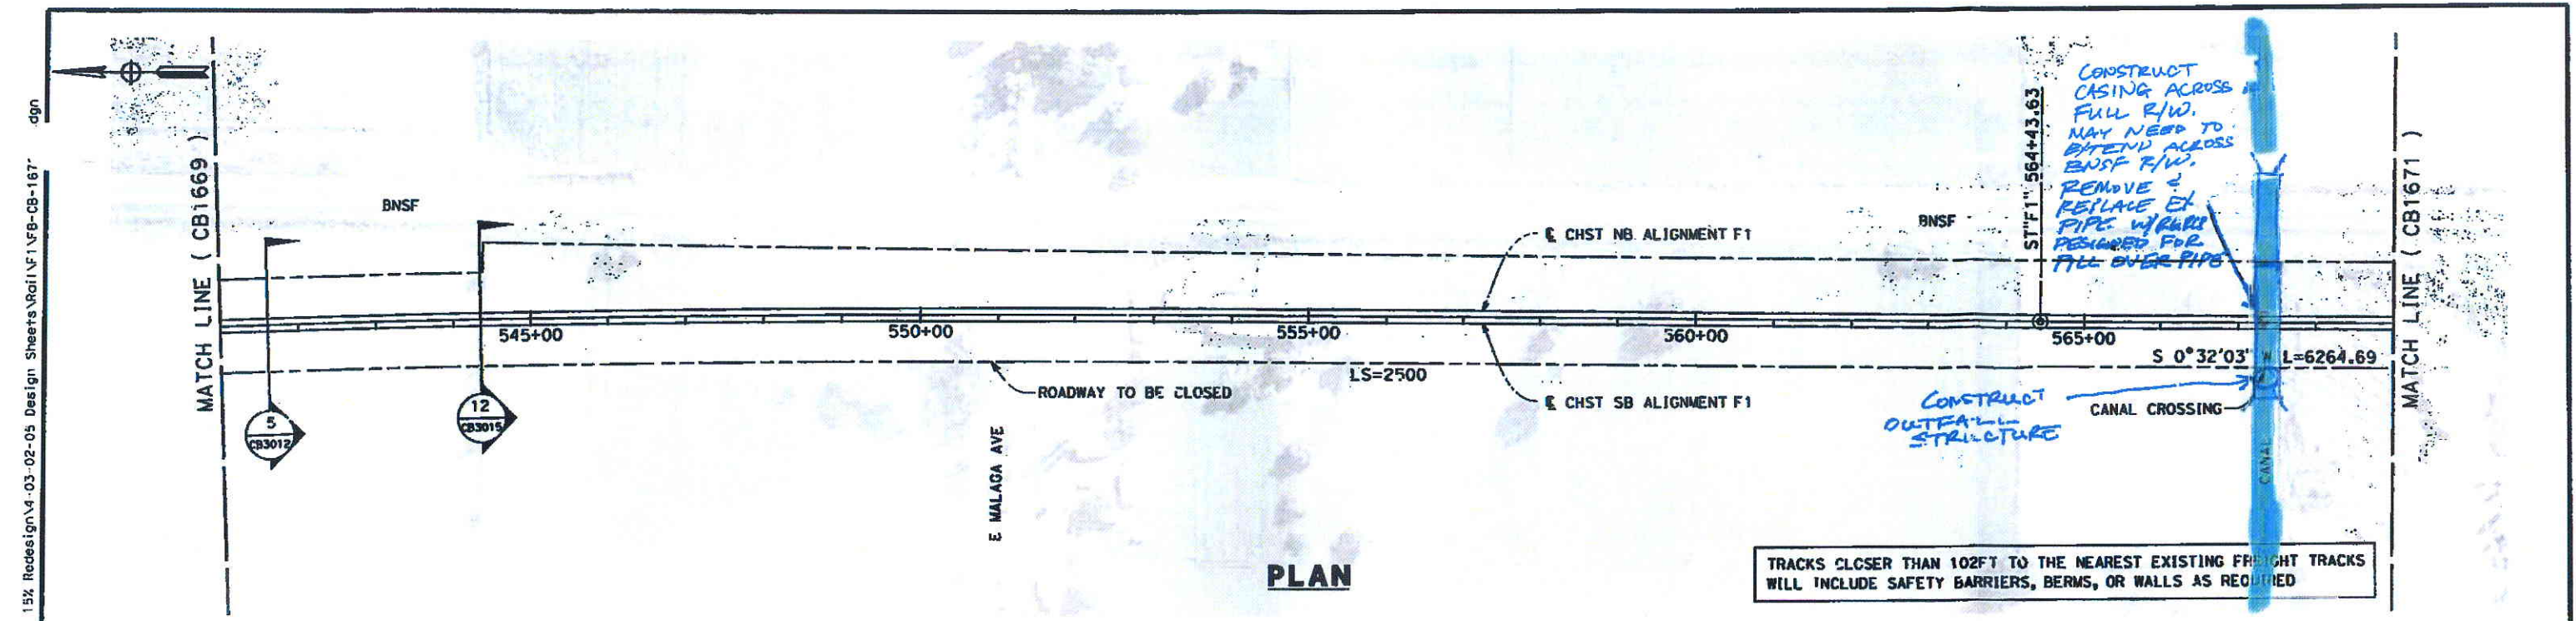 15% Redesign\4-03-02-05 Design Sheets\Rail\F1\FB-CB-167
.dgn
MATCH LINE ( CB1669 )
BNSF
5
CB3012
12
CB3015
545+00
550+00
555+00
560+00
565+00
E MALAGA AVE
ROADWAY TO BE CLOSED
LS=2500
℄ CHST NB ALIGNMENT F1
℄ CHST SB ALIGNMENT F1
BNSF
ST"F1" 564+43.63
CONSTRUCT
CASING ACROSS
FULL R/W.
MAY NEED TO
EXTEND ACROSS
BNSF R/W.
REMOVE &
REPLACE EX
PIPE W/
DESIGNED FOR
FILL OVER PIPE
S 0°32'03" W L=6264.69
CONSTRUCT
OUTFALL
STRUCTURE
CANAL CROSSING
CANAL
MATCH LINE ( CB1671 )
PLAN
TRACKS CLOSER THAN 102FT TO THE NEAREST EXISTING FREIGHT TRACKS
WILL INCLUDE SAFETY BARRIERS, BERMS, OR WALLS AS REQUIRED